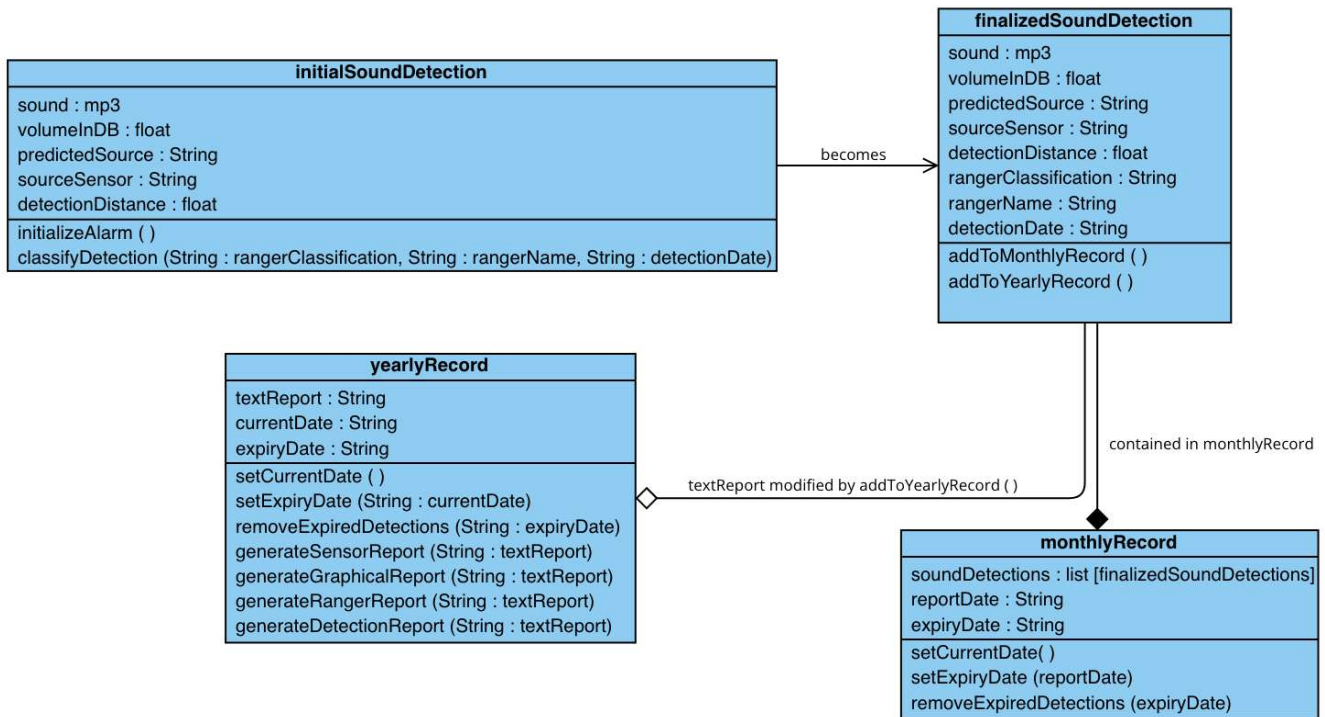 initialSoundDetection
sound : mp3
volumeInDB : float
predictedSource : String
sourceSensor : String
detectionDistance : float
initializeAlarm ( )
classifyDetection (String : rangerClassification, String : rangerName, String : detectionDate)
becomes
finalizedSoundDetection
sound : mp3
volumeInDB : float
predictedSource : String
sourceSensor : String
detectionDistance : float
rangerClassification : String
rangerName : String
detectionDate : String
addToMonthlyRecord ( )
addToYearlyRecord ( )
yearlyRecord
textReport : String
currentDate : String
expiryDate : String
setCurrentDate ( )
setExpiryDate (String : currentDate)
removeExpiredDetections (String : expiryDate)
generateSensorReport (String : textReport)
generateGraphicalReport (String : textReport)
generateRangerReport (String : textReport)
generateDetectionReport (String : textReport)
textReport modified by addToYearlyRecord ( )
contained in monthlyRecord
monthlyRecord
soundDetections : list [finalizedSoundDetections]
reportDate : String
expiryDate : String
setCurrentDate( )
setExpiryDate (reportDate)
removeExpiredDetections (expiryDate)